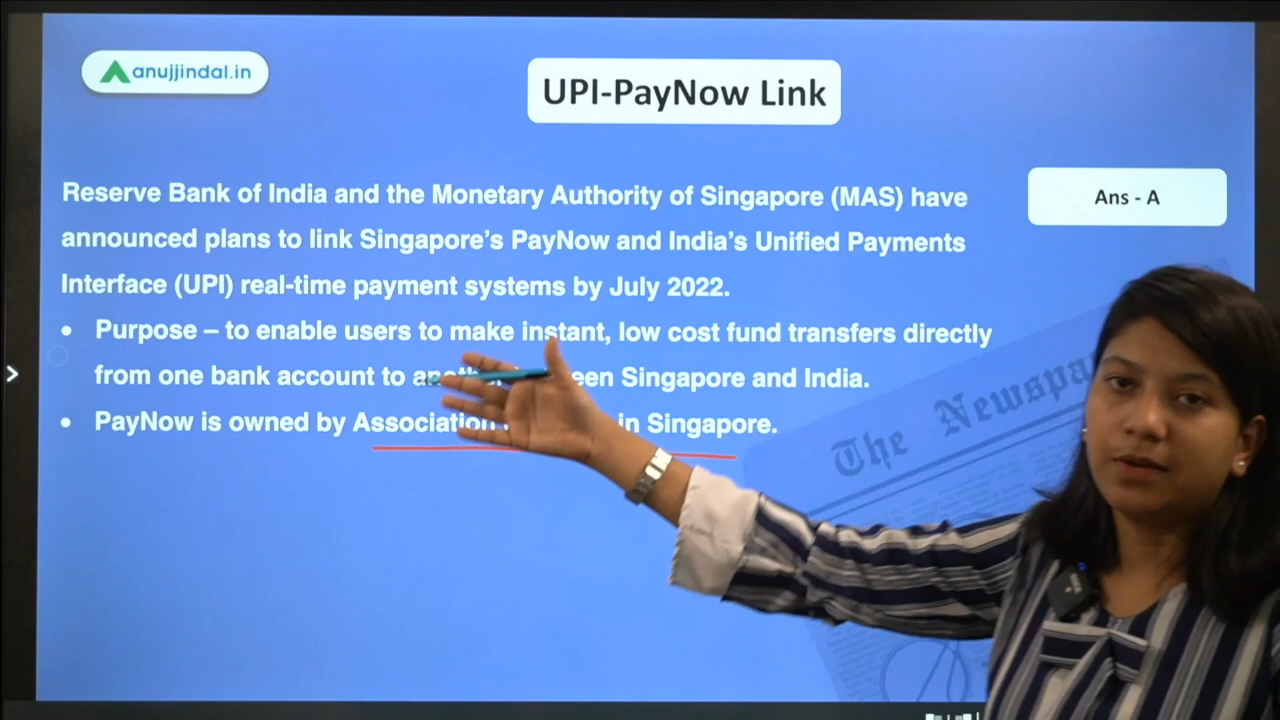 anujjindal.in
UPI-PayNow Link
Reserve Bank of India and the Monetary Authority of Singapore (MAS) have
announced plans to link Singapore's PayNow and India's Unified Payments
Interface (UPI) real-time payment systems by July 2022.
Ans - A
• Purpose – to enable users to make instant, low cost fund transfers directly
from one bank account to another Singapore and India.
• PayNow is owned by Association in Singapore.
The Newspa